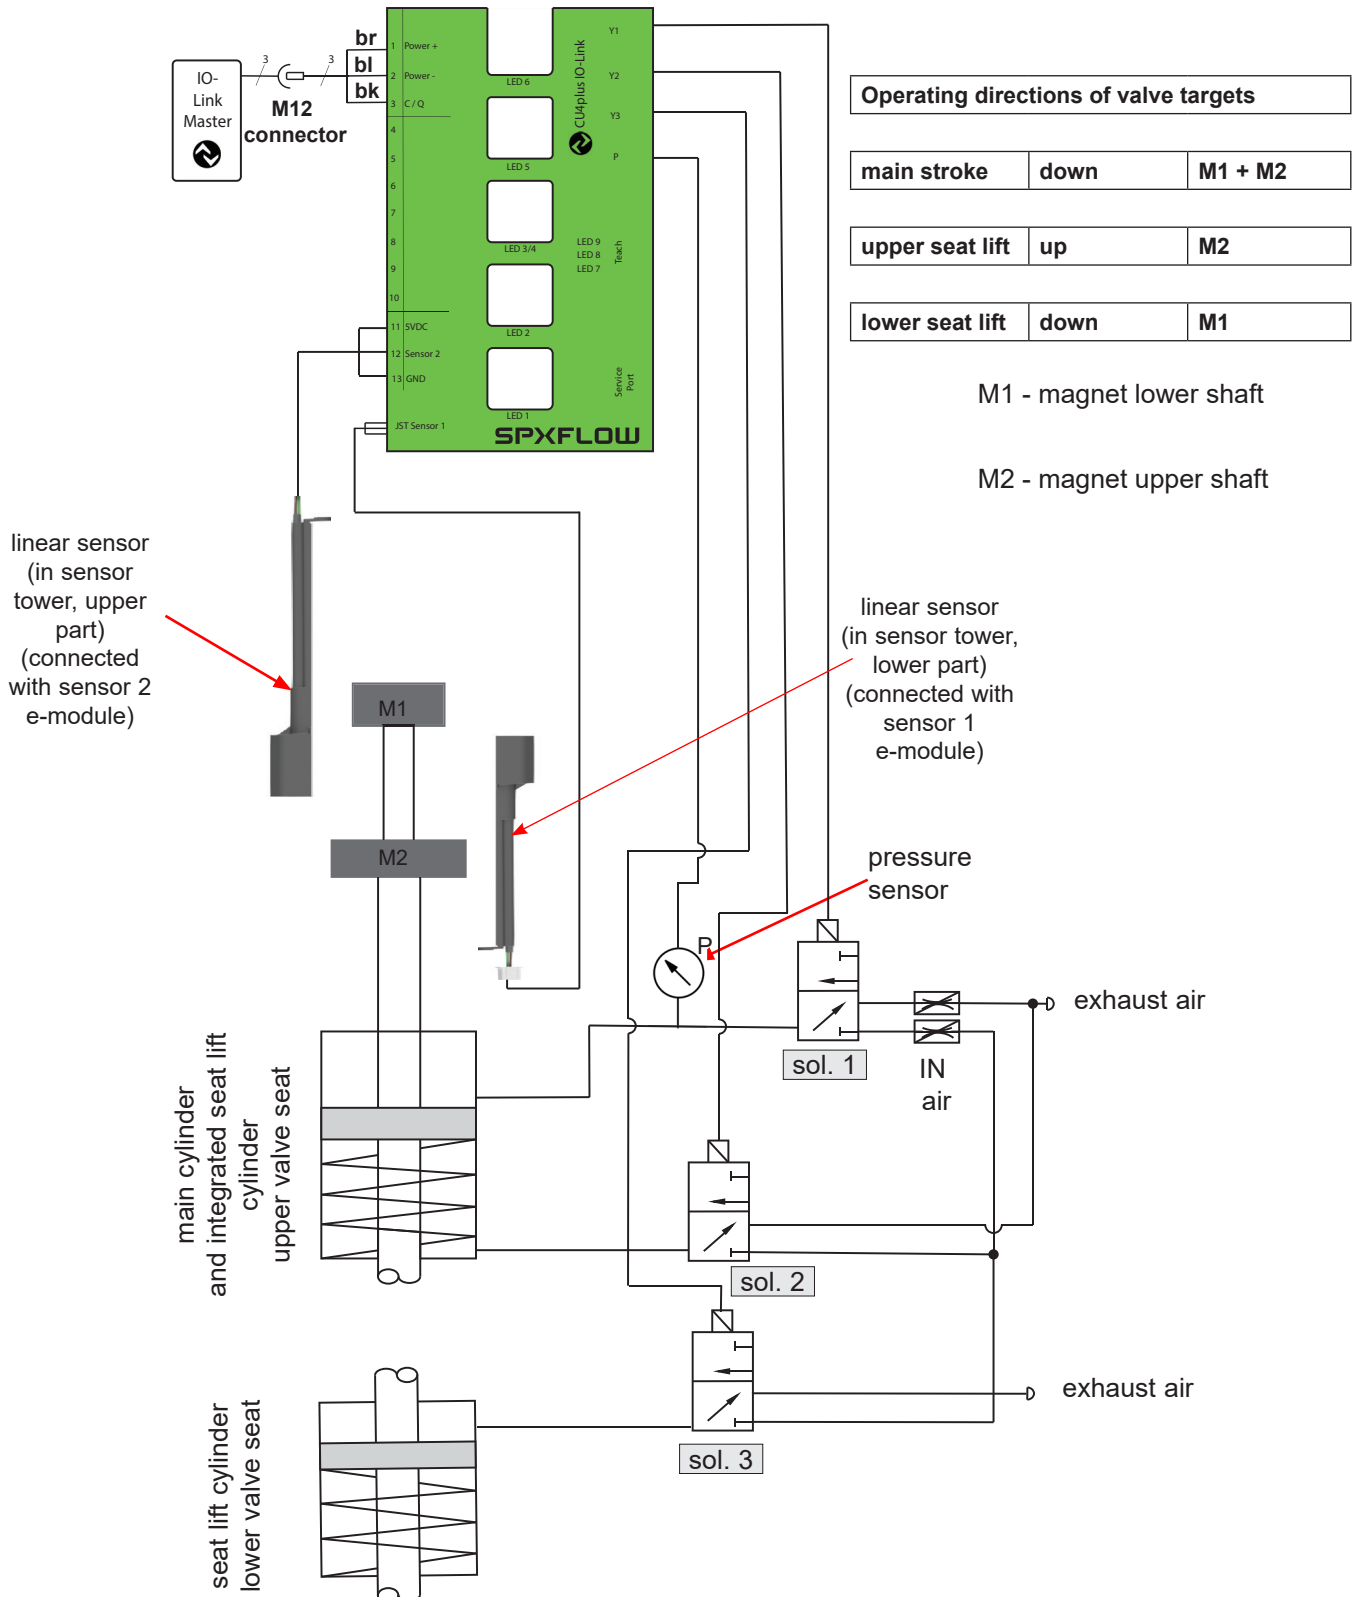 IO-
Link
Master
3
3
M12
connector
br
bl
bk
1 Power +
2 Power -
3 C / Q
4
5
6
7
8
9
10
11 5VDC
12 Sensor 2
13 GND
JST Sensor 1
LED 6
LED 5
LED 3/4
LED 2
LED 1
CU4plus IO-Link
Y1
Y2
Y3
P
LED 9
LED 8
LED 7
Teach
Service
Port
SPXFLOW
Operating directions of valve targets
main stroke down M1 + M2
upper seat lift up M2
lower seat lift down M1
M1 - magnet lower shaft
M2 - magnet upper shaft
linear sensor
(in sensor
tower, upper
part)
(connected
with sensor 2
e-module)
M1
M2
linear sensor
(in sensor tower,
lower part)
(connected with
sensor 1
e-module)
pressure
sensor
P
exhaust air
sol. 1
IN
air
main cylinder
and integrated seat lift
cylinder
upper valve seat
sol. 2
exhaust air
sol. 3
seat lift cylinder
lower valve seat